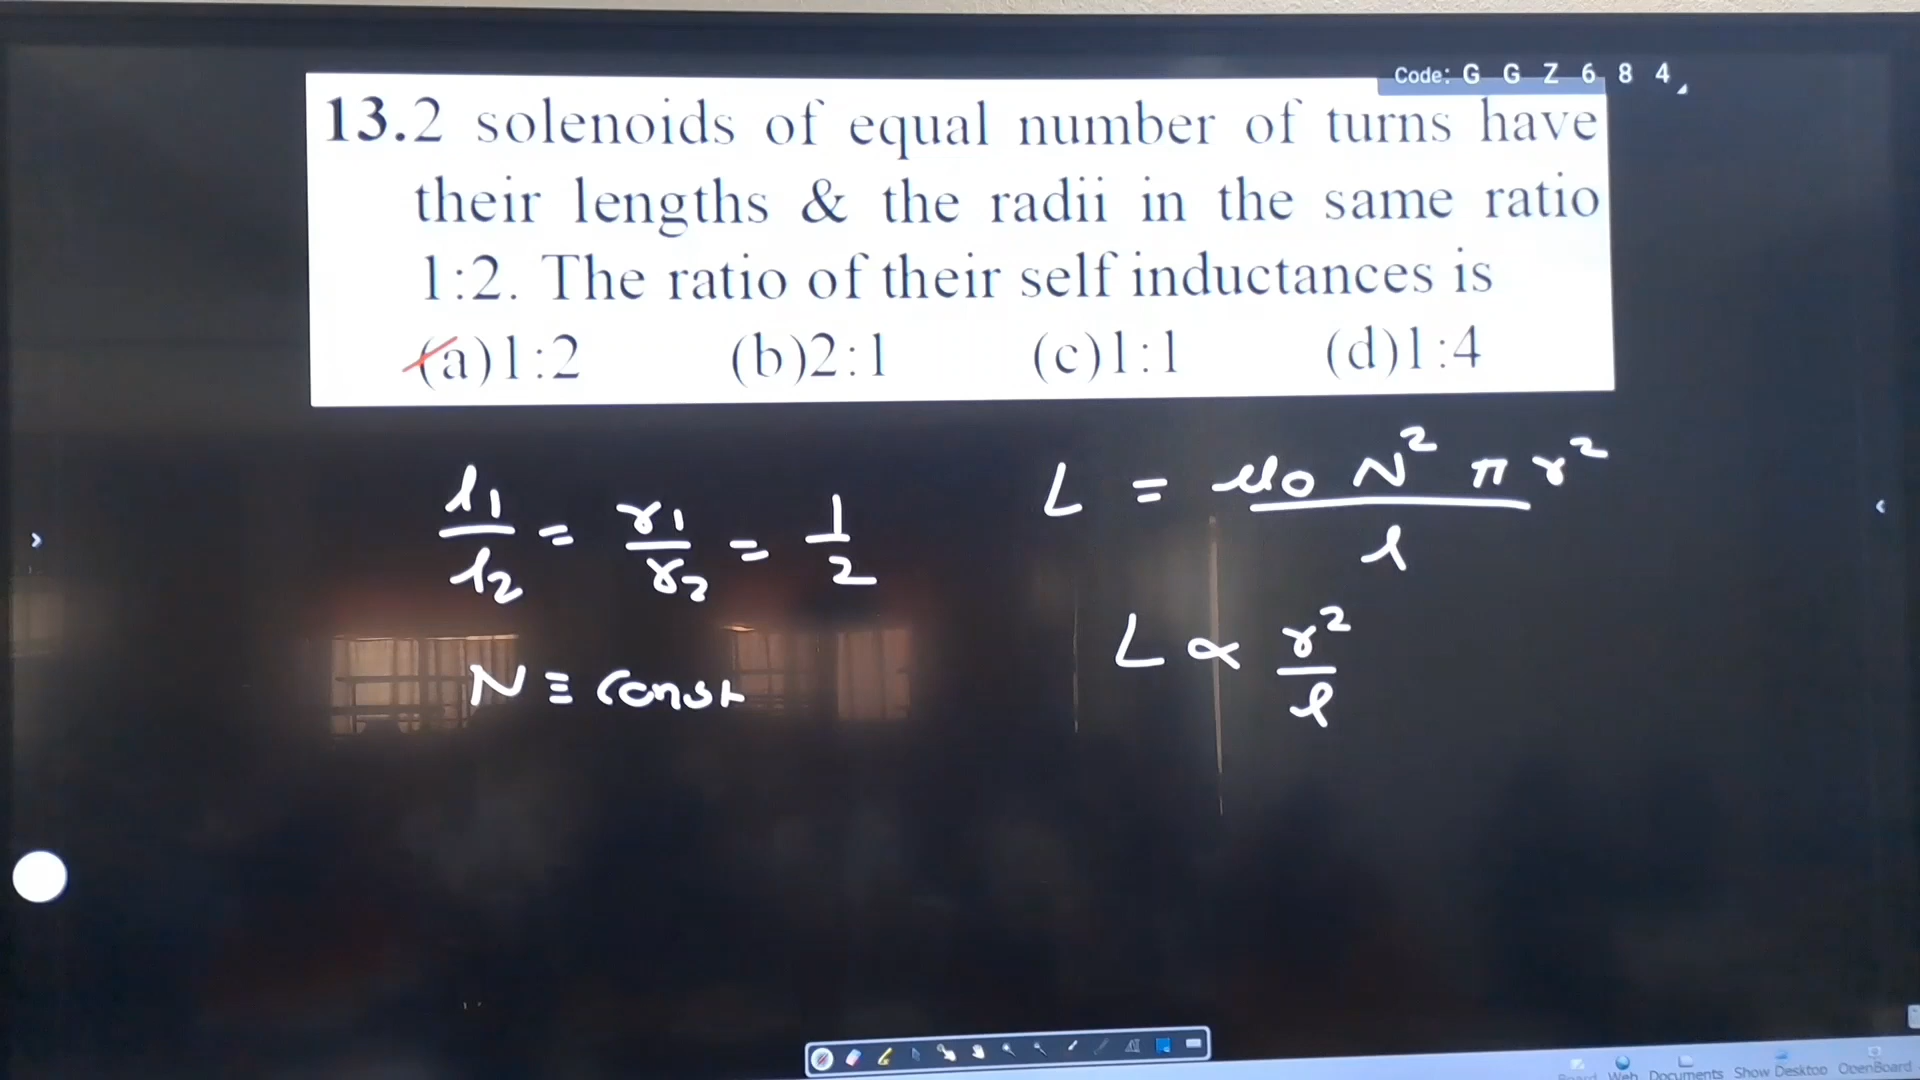 Code: G G Z 6 8 4
13.2 solenoids of equal number of turns have
their lengths & the radii in the same ratio
1:2. The ratio of their self inductances is
(a)1:2 (b)2:1 (c)1:1 (d)1:4
l1/l2 = r1/r2 = 1/2
N ≡ const
L = μ0 N² π r² / l
L ∝ r²/l
Board Web Documents Show Desktop OpenBoard